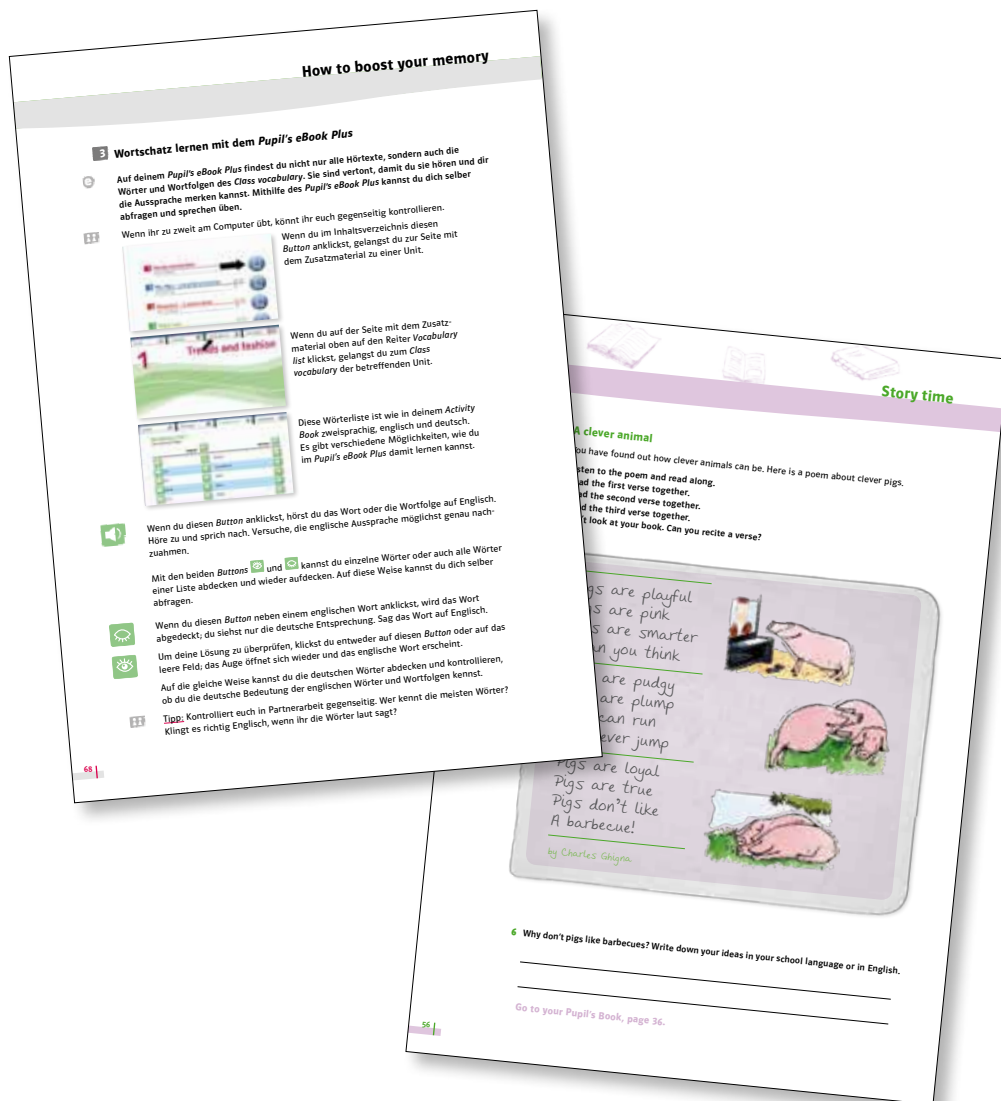 How to boost your memory
3 Wortschatz lernen mit dem Pupil's eBook Plus
Auf deinem Pupil's eBook Plus findest du nicht nur alle Hörtexte, sondern auch die
Wörter und Wortfolgen des Class vocabulary. Sie sind vertont, damit du sie hören und dir
die Aussprache merken kannst. Mithilfe des Pupil's eBook Plus kannst du dich selber
abfragen und sprechen üben.
Wenn ihr zu zweit am Computer übt, könnt ihr euch gegenseitig kontrollieren.
Wenn du im Inhaltsverzeichnis diesen
Button anklickst, gelangst du zur Seite mit
dem Zusatzmaterial zu einer Unit.
1 Trends and fashion
Wenn du auf der Seite mit dem Zusatz-
material oben auf den Reiter Vocabulary
list klickst, gelangst du zum Class
vocabulary der betreffenden Unit.
Diese Wörterliste ist wie in deinem Activity
Book zweisprachig, englisch und deutsch.
Es gibt verschiedene Möglichkeiten, wie du
im Pupil's eBook Plus damit lernen kannst.
Wenn du diesen Button anklickst, hörst du das Wort oder die Wortfolge auf Englisch.
Höre zu und sprich nach. Versuche, die englische Aussprache möglichst genau nach-
zuahmen.
Mit den beiden Buttons und kannst du einzelne Wörter oder auch alle Wörter
einer Liste abdecken und wieder aufdecken. Auf diese Weise kannst du dich selber
abfragen.
Wenn du diesen Button neben einem englischen Wort anklickst, wird das Wort
abgedeckt; du siehst nur die deutsche Entsprechung. Sag das Wort auf Englisch.
Um deine Lösung zu überprüfen, klickst du entweder auf diesen Button oder auf das
leere Feld; das Auge öffnet sich wieder und das englische Wort erscheint.
Auf die gleiche Weise kannst du die deutschen Wörter abdecken und kontrollieren,
ob du die deutsche Bedeutung der englischen Wörter und Wortfolgen kennst.
Tipp: Kontrolliert euch in Partnerarbeit gegenseitig. Wer kennt die meisten Wörter?
Klingt es richtig Englisch, wenn ihr die Wörter laut sagt?
68
Story time
A clever animal
ou have found out how clever animals can be. Here is a poem about clever pigs.
sten to the poem and read along.
ad the first verse together.
d the second verse together.
d the third verse together.
't look at your book. Can you recite a verse?
gs are playful
s are pink
s are smarter
n you think
are pudgy
are plump
can run
ever jump
Pigs are loyal
Pigs are true
Pigs don't like
A barbecue!
by Charles Ghigna
6 Why don't pigs like barbecues? Write down your ideas in your school language or in English.
Go to your Pupil's Book, page 36.
56